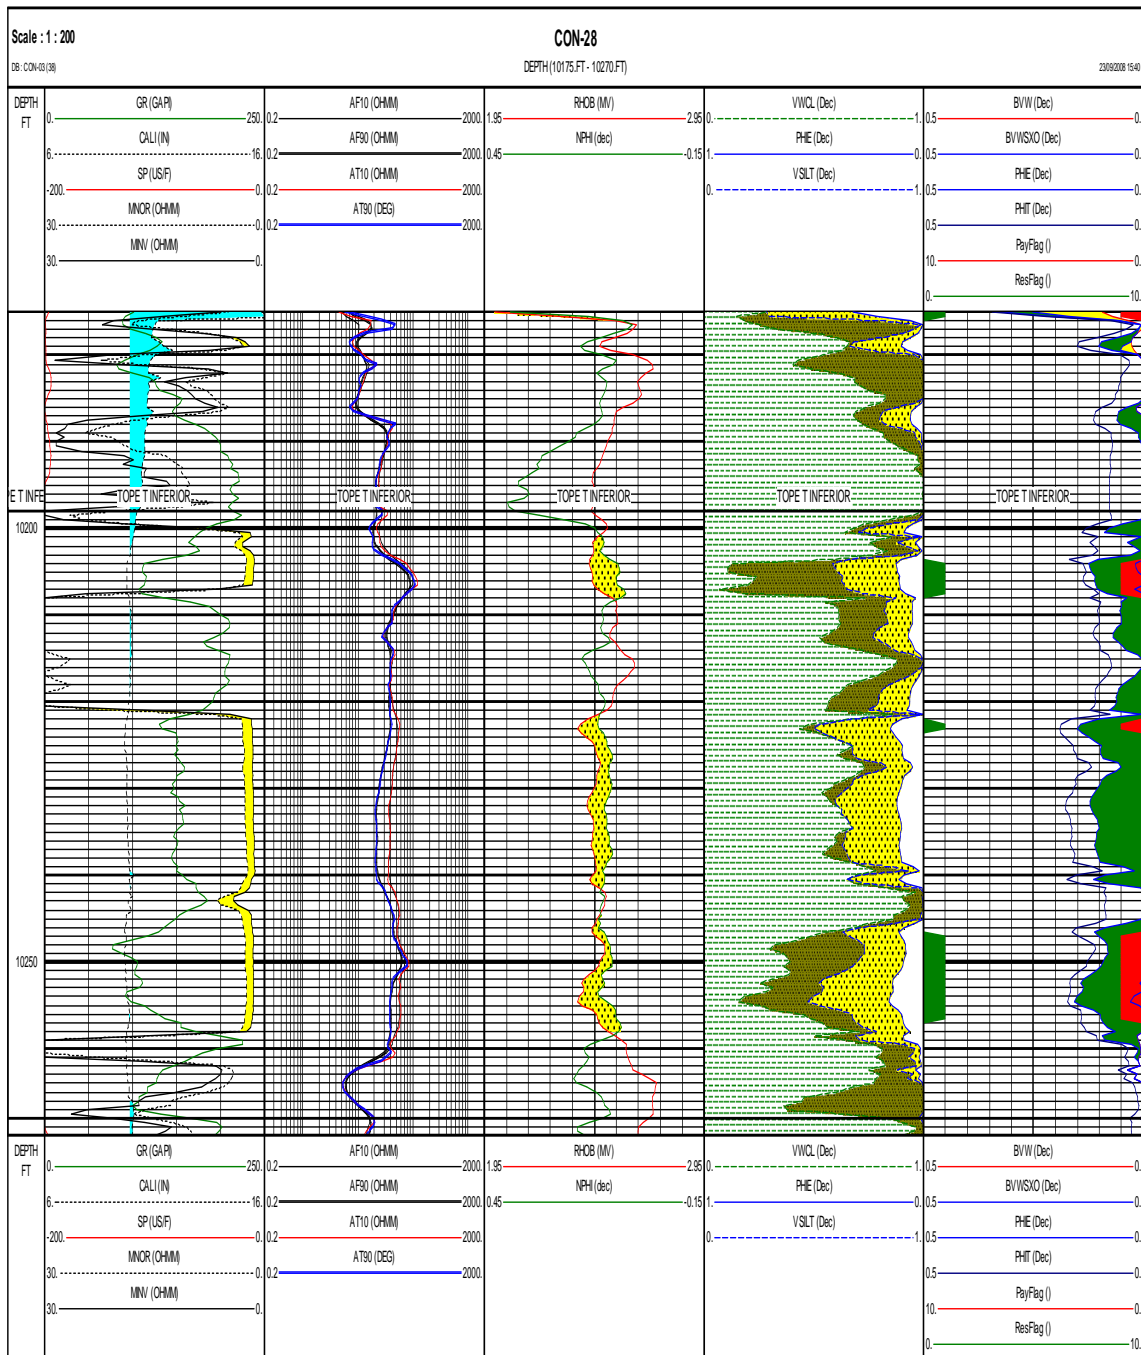 Scale : 1 : 200
CON-28
DB : CON-03 (38)
DEPTH (10175.FT - 10270.FT)
23/09/2008 15:40
DEPTH
FT
GR (GAPI)
0. 250.
CALI (IN)
6. 16.
SP (US/F)
-200. 0.
MNOR (OHMM)
30. 0.
MINV (OHMM)
30. 0.
AF10 (OHMM)
0.2 2000.
AF90 (OHMM)
0.2 2000.
AT10 (OHMM)
0.2 2000.
AT90 (DEG)
0.2 2000.
RHOB (MV)
1.95 2.95
NPHI (dec)
0.45 -0.15
VWCL (Dec)
0. 1.
PHIE (Dec)
1. 0.
VSILT (Dec)
0. 1.
BVW (Dec)
0.5 0.
BVWSXO (Dec)
0.5 0.
PHIE (Dec)
0.5 0.
PHIT (Dec)
0.5 0.
PayFlag ()
10. 0.
ResFlag ()
0. 10.
PE T INFE TOPE T INFERIOR TOPE T INFERIOR TOPE T INFERIOR TOPE T INFERIOR TOPE T INFERIOR
10200
10250
DEPTH
FT
GR (GAPI)
0. 250.
CALI (IN)
6. 16.
SP (US/F)
-200. 0.
MNOR (OHMM)
30. 0.
MINV (OHMM)
30. 0.
AF10 (OHMM)
0.2 2000.
AF90 (OHMM)
0.2 2000.
AT10 (OHMM)
0.2 2000.
AT90 (DEG)
0.2 2000.
RHOB (MV)
1.95 2.95
NPHI (dec)
0.45 -0.15
VWCL (Dec)
0. 1.
PHIE (Dec)
1. 0.
VSILT (Dec)
0. 1.
BVW (Dec)
0.5 0.
BVWSXO (Dec)
0.5 0.
PHIE (Dec)
0.5 0.
PHIT (Dec)
0.5 0.
PayFlag ()
10. 0.
ResFlag ()
0. 10.